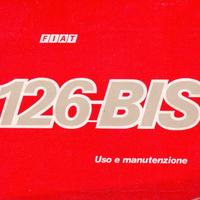 FIAT
126 BIS
Uso e manutenzione